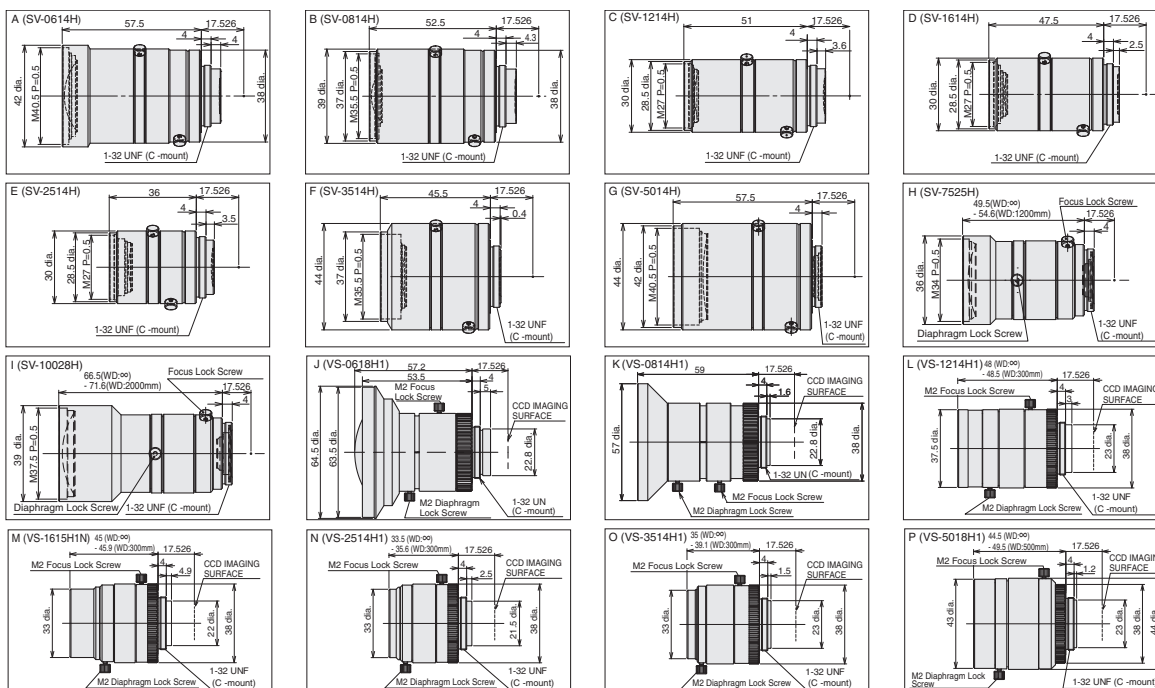 A (SV-0614H)
57.5
17.526
4
4
42 dia.
M40.5 P=0.5
38 dia.
1-32 UNF (C -mount)
B (SV-0814H)
52.5
17.526
4
4.3
39 dia.
37 dia.
M35.5 P=0.5
38 dia.
1-32 UNF (C -mount)
C (SV-1214H)
51
17.526
4
3.6
30 dia.
28.5 dia.
M27 P=0.5
1-32 UNF (C -mount)
D (SV-1614H)
47.5
17.526
4
2.5
30 dia.
28.5 dia.
M27 P=0.5
1-32 UNF (C -mount)
E (SV-2514H)
36
17.526
4
3.5
30 dia.
28.5 dia.
M27 P=0.5
1-32 UNF (C -mount)
F (SV-3514H)
45.5
17.526
4
0.4
44 dia.
37 dia.
M35.5 P=0.5
1-32 UNF
(C -mount)
G (SV-5014H)
57.5
17.526
4
44 dia.
42 dia.
M40.5 P=0.5
1-32 UNF
(C -mount)
H (SV-7525H)
49.5(WD:∞)
- 54.6(WD:1200mm)
Focus Lock Screw
17.526
4
36 dia.
M34 P=0.5
Diaphragm Lock Screw
1-32 UNF
(C -mount)
I (SV-10028H)
66.5(WD:∞)
- 71.6(WD:2000mm)
Focus Lock Screw
17.526
4
39 dia.
M37.5 P=0.5
Diaphragm Lock Screw
1-32 UNF (C -mount)
J (VS-0618H1)
57.2
17.526
53.5
4
5
M2 Focus
Lock Screw
CCD IMAGING
SURFACE
64.5 dia.
63.5 dia.
22.8 dia.
M2 Diaphragm
Lock Screw
1-32 UN
(C -mount)
K (VS-0814H1)
59
17.526
4
1.6
CCD IMAGING
SURFACE
57 dia.
22.8 dia.
38 dia.
1-32 UN (C -mount)
M2 Focus Lock Screw
M2 Diaphragm Lock Screw
L (VS-1214H1)
48 (WD:∞)
- 48.5 (WD:300mm)
17.526
M2 Focus Lock Screw
4
3
CCD IMAGING
SURFACE
37.5 dia.
23 dia.
38 dia.
M2 Diaphragm Lock Screw
1-32 UNF
(C -mount)
M (VS-1615H1N)
45 (WD:∞)
- 45.9 (WD:300mm)
17.526
M2 Focus Lock Screw
4
4.9
CCD IMAGING
SURFACE
33 dia.
22 dia.
38 dia.
M2 Diaphragm Lock Screw
1-32 UNF
(C -mount)
N (VS-2514H1)
33.5 (WD:∞)
- 35.6 (WD:300mm)
17.526
M2 Focus Lock Screw
4
2.5
CCD IMAGING
SURFACE
33 dia.
21.5 dia.
38 dia.
M2 Diaphragm Lock Screw
1-32 UNF
(C -mount)
O (VS-3514H1)
35 (WD:∞)
- 39.1 (WD:300mm)
17.526
M2 Focus Lock Screw
4
1.5
CCD IMAGING
SURFACE
33 dia.
23 dia.
38 dia.
M2 Diaphragm Lock Screw
1-32 UNF
(C -mount)
P (VS-5018H1)
44.5 (WD:∞)
- 49.5 (WD:500mm)
17.526
M2 Focus Lock Screw
4
1.2
CCD IMAGING
SURFACE
43 dia.
23 dia.
38 dia.
44 dia.
M2 Diaphragm Lock
Screw
1-32 UNF (C -mount)